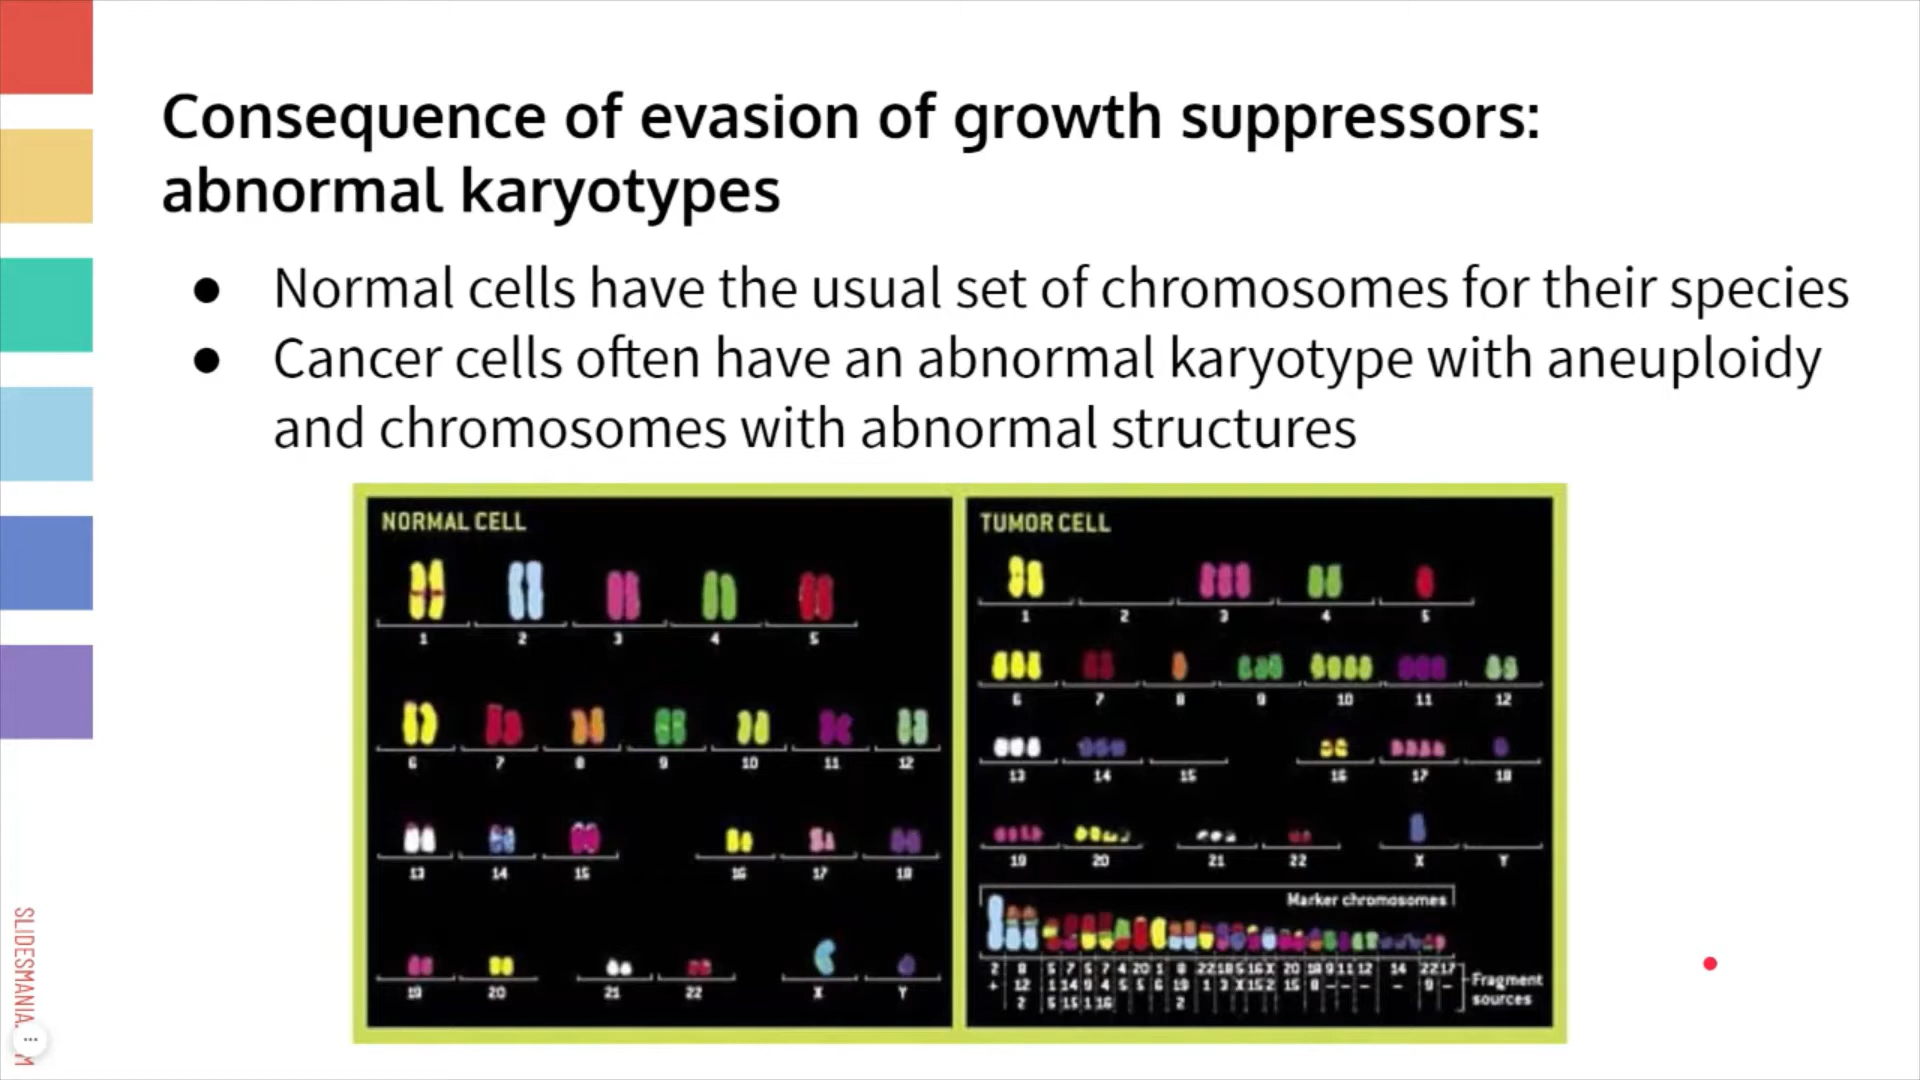 Consequence of evasion of growth suppressors:
abnormal karyotypes
● Normal cells have the usual set of chromosomes for their species
● Cancer cells often have an abnormal karyotype with aneuploidy
and chromosomes with abnormal structures
NORMAL CELL
1 2 3 4 5
6 7 8 9 10 11 12
13 14 15 16 17 18
19 20 21 22 X Y
TUMOR CELL
1 2 3 4 5
6 7 8 9 10 11 12
13 14 15 16 17 18
19 20 21 22 X Y
Marker chromosomes
Fragment
sources
SLIDESMANIA.